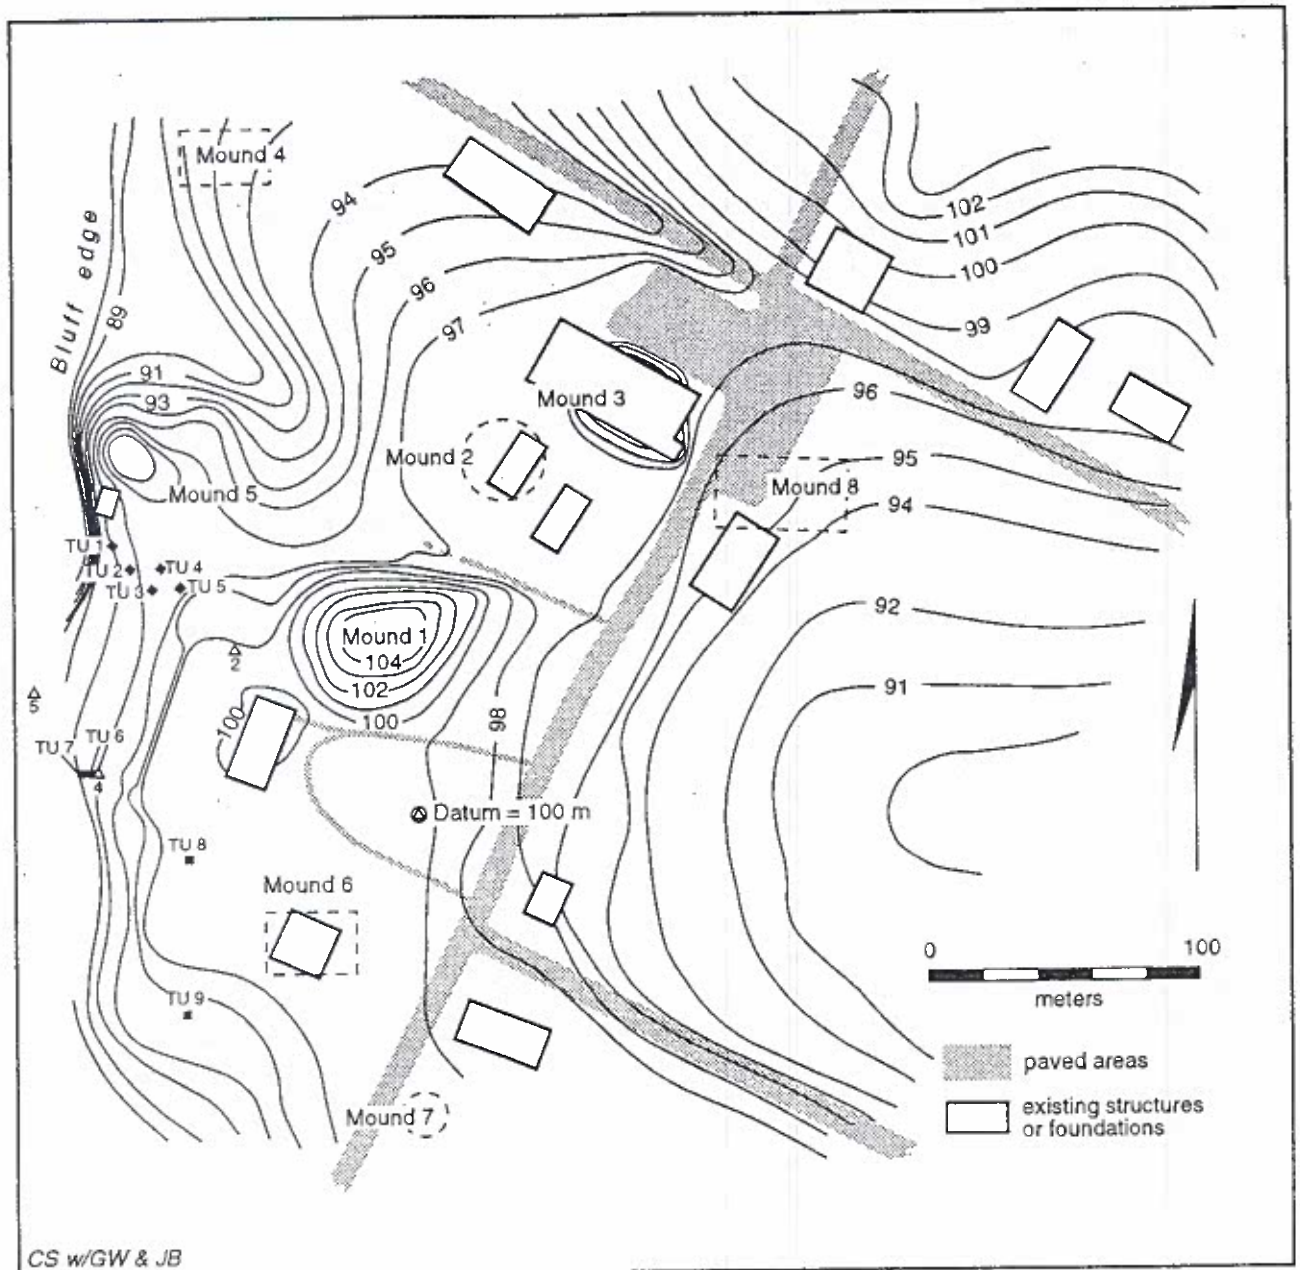 Mound 4
94
102
101
100
95
Bluff edge
96
99
89
97
91
96
93
Mound 3
Mound 2
95
Mound 8
Mound 5
94
TU 1
TU 2
TU 4
TU 3
TU 5
92
Mound 1
104
2
91
102
5
100
100
98
TU 7
TU 6
4
Datum = 100 m
TU 8
Mound 6
0 100
meters
TU 9
paved areas
existing structures
or foundations
Mound 7
CS w/GW & JB